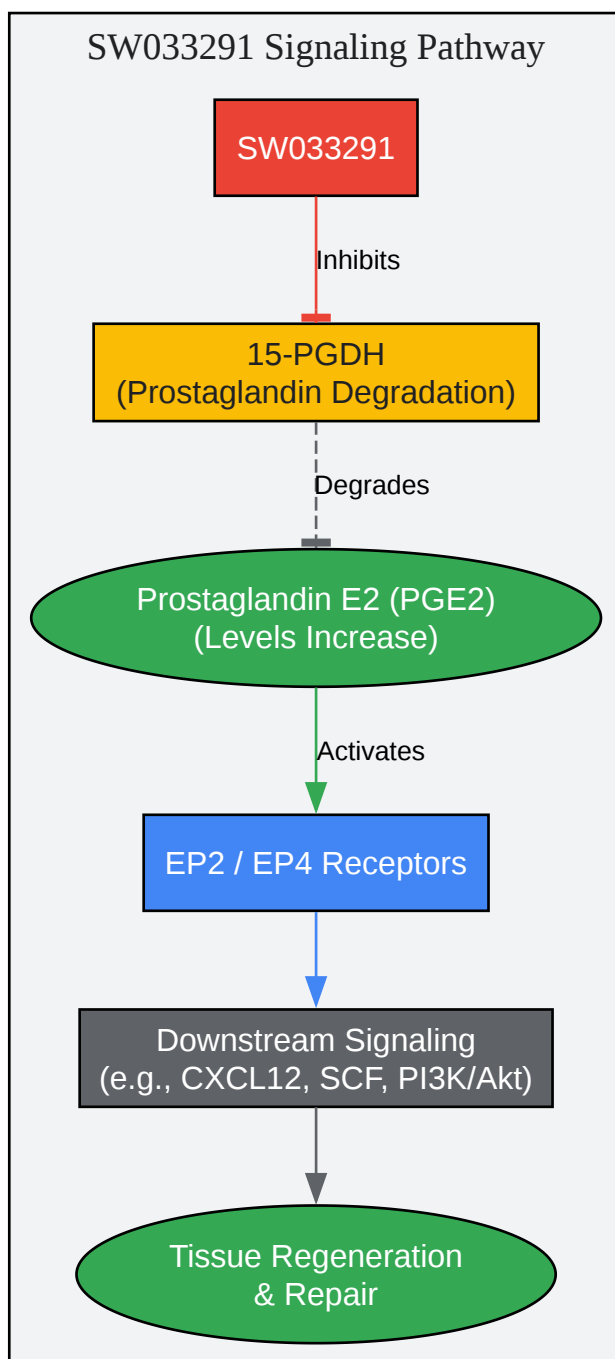 SW033291 Signaling Pathway
SW033291
Inhibits
15-PGDH
(Prostaglandin Degradation)
Degrades
Prostaglandin E2 (PGE2)
(Levels Increase)
Activates
EP2 / EP4 Receptors
Downstream Signaling
(e.g., CXCL12, SCF, PI3K/Akt)
Tissue Regeneration
& Repair